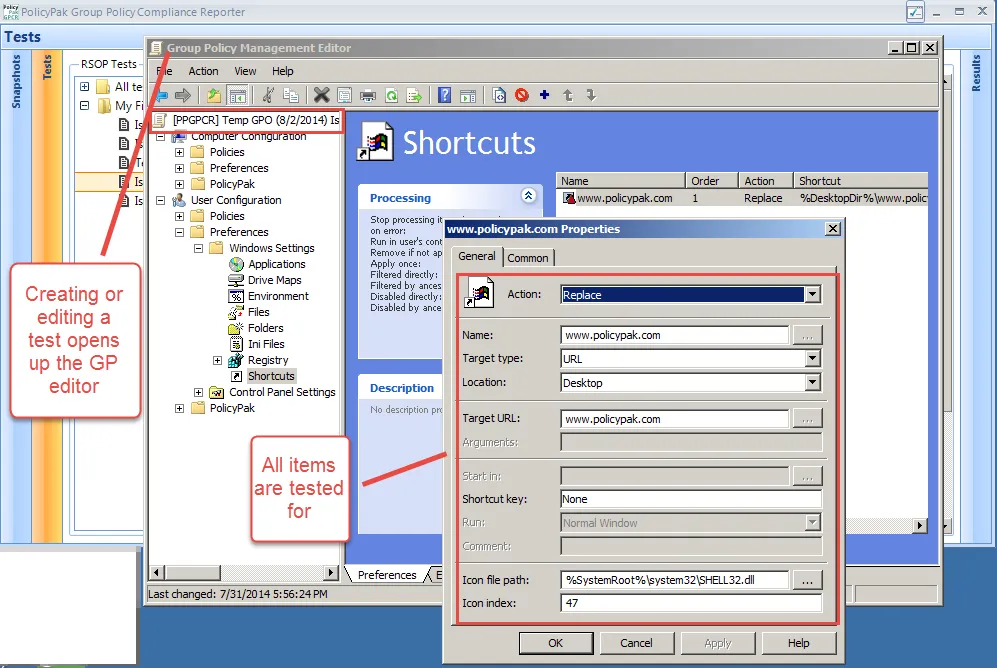 PolicyPak Group Policy Compliance Reporter
Tests
Snapshots
Tests
Results
RSOP Tests
All te
My Fi
Group Policy Management Editor
File Action View Help
[PPGPCR] Temp GPO (8/2/2014) Is
Computer Configuration
Policies
Preferences
PolicyPak
User Configuration
Policies
Preferences
Windows Settings
Applications
Drive Maps
Environment
Files
Folders
Ini Files
Registry
Shortcuts
Control Panel Settings
PolicyPak
Shortcuts
Processing
Stop processing it
on error:
Run in user's cont
Remove if not ap
Apply once:
Filtered directly:
Filtered by ances
Disabled directly:
Disabled by ance
Description
No description pro
Name Order Action Shortcut
www.policypak.com 1 Replace %DesktopDir%\www.polic
Preferences
Last changed: 7/31/2014 5:56:24 PM
www.policypak.com Properties
General Common
Action: Replace
Name: www.policypak.com ...
Target type: URL
Location: Desktop
Target URL: www.policypak.com ...
Arguments:
Start in: ...
Shortcut key: None
Run: Normal Window
Comment:
Icon file path: %SystemRoot%\system32\SHELL32.dll ...
Icon index: 47
OK Cancel Apply Help
Creating or
editing a
test opens
up the GP
editor
All items
are tested
for